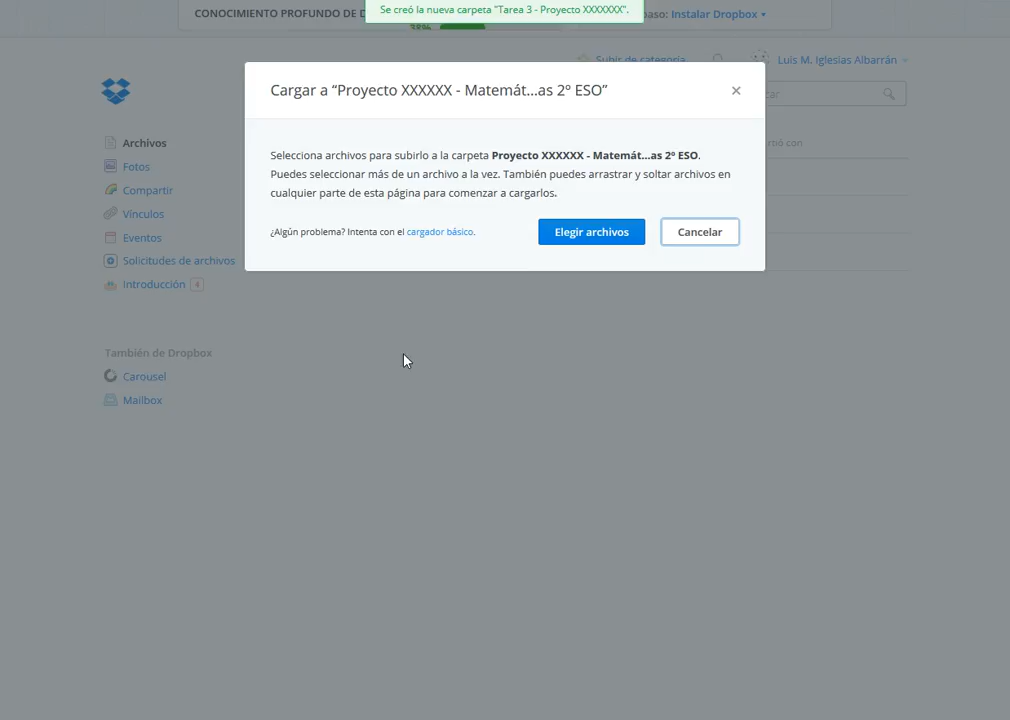 CONOCIMIENTO PROFUNDO DE D
Se creó la nueva carpeta "Tarea 3 - Proyecto XXXXXXX".
paso: Instalar Dropbox
38%
Subir de categoría
Luis M. Iglesias Albarrán
Cargar a “Proyecto XXXXXX - Matemát...as 2º ESO”
Selecciona archivos para subirlo a la carpeta Proyecto XXXXXX - Matemát...as 2º ESO.
Puedes seleccionar más de un archivo a la vez. También puedes arrastrar y soltar archivos en
cualquier parte de esta página para comenzar a cargarlos.
¿Algún problema? Intenta con el cargador básico.
Elegir archivos
Cancelar
Archivos
Fotos
Compartir
Vínculos
Eventos
Solicitudes de archivos
Introducción 4
También de Dropbox
Carousel
Mailbox